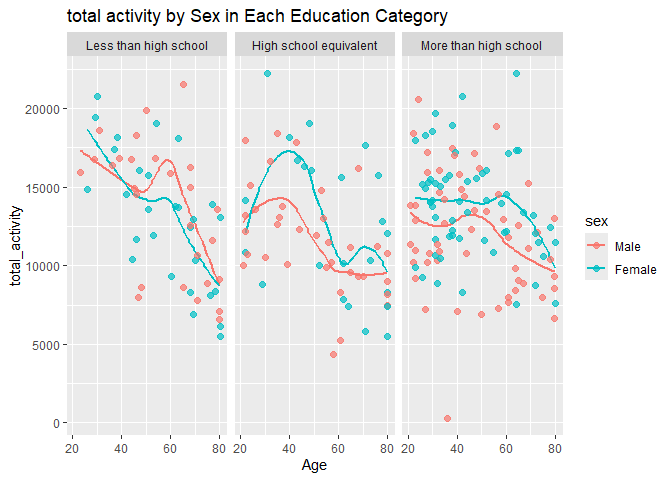 total activity by Sex in Each Education Category
Less than high school
High school equivalent
More than high school
20000
15000
10000
5000
0
total_activity
20 40 60 80
20 40 60 80
20 40 60 80
Age
sex
Male
Female